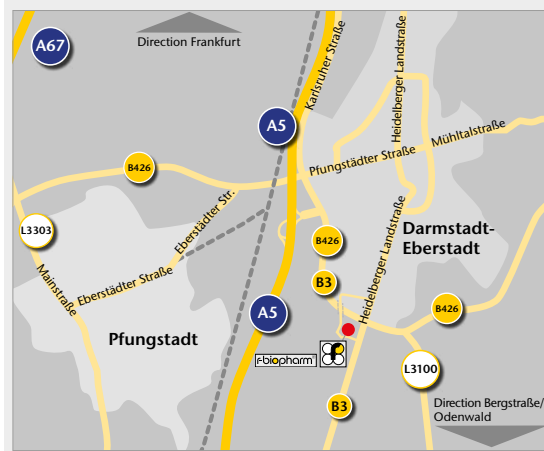 A67
Direction Frankfurt
Karlsruher Straße
Heidelberger Landstraße
A5
Mühltalstraße
Pfungstädter Straße
B426
Eberstädter Str.
L3303
Mainstraße
Eberstädter Straße
Heidelberger Landstraße
Darmstadt-
Eberstadt
B426
B3
A5
B426
Pfungstadt
r-biopharm®
L3100
B3
Direction Bergstraße/
Odenwald